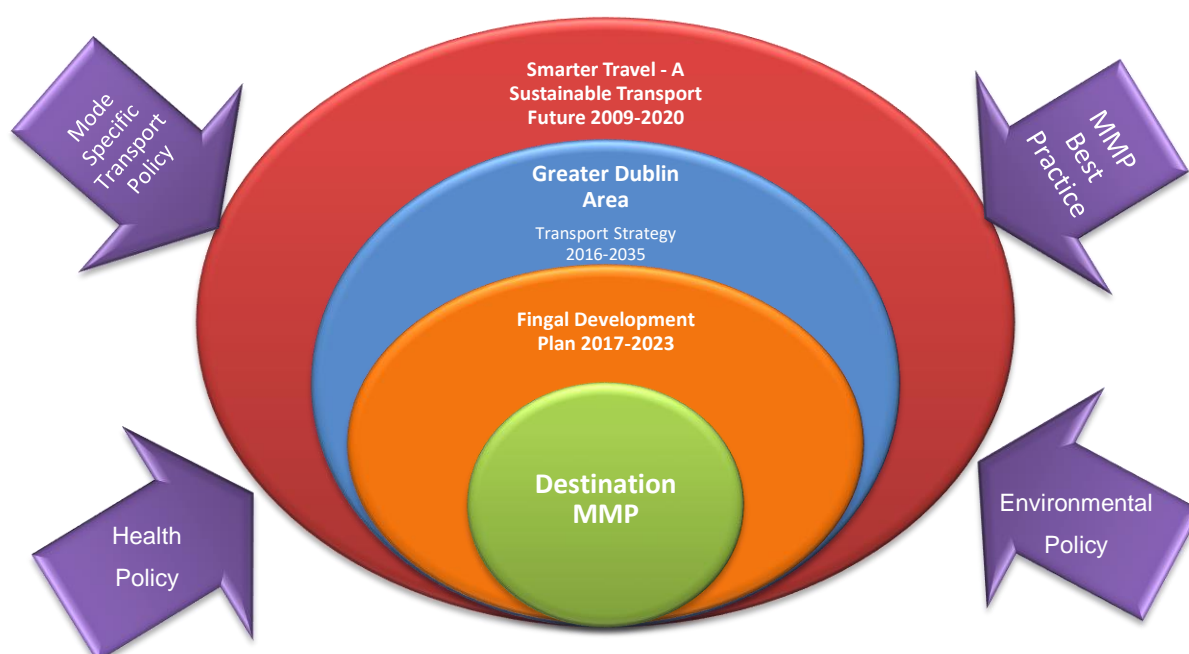 Smarter Travel - A
Sustainable Transport
Future 2009-2020
Mode
Specific
Transport
Policy
MMP
Best
Practice
Greater Dublin
Area
Transport Strategy
2016-2035
Fingal Development
Plan 2017-2023
Destination
MMP
Health
Policy
Environmental
Policy